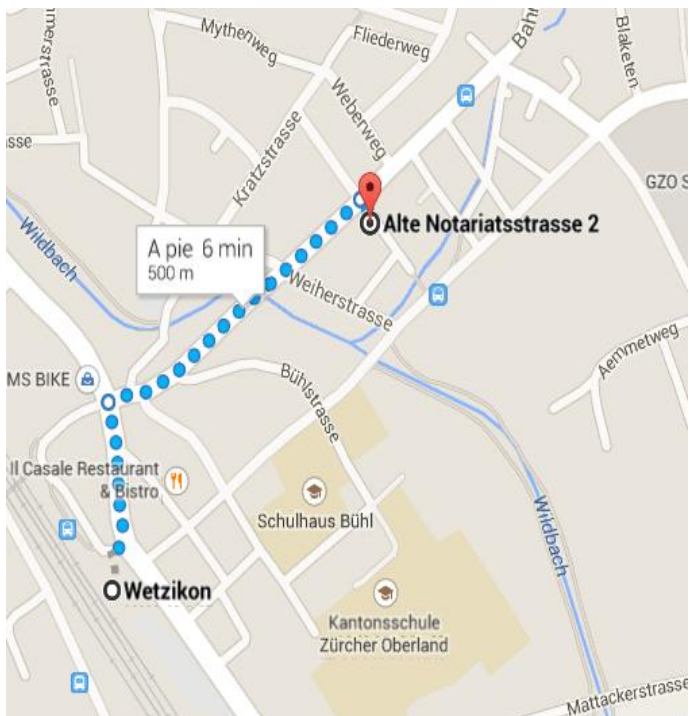 Mythenweg
Fliederweg
Bahn
Blaketen
mmerstrasse
sse
Weberweg
Kratzstrasse
GZO S
Alte Notariatsstrasse 2
Wildbach
A pie 6 min
500 m
Weiherstrasse
Aemmetweg
MS BIKE
Bühlstrasse
Il Casale Restaurant
& Bistro
Schulhaus Bühl
Wildbach
Wetzikon
Kantonsschule
Zürcher Oberland
Mattackerstrasse